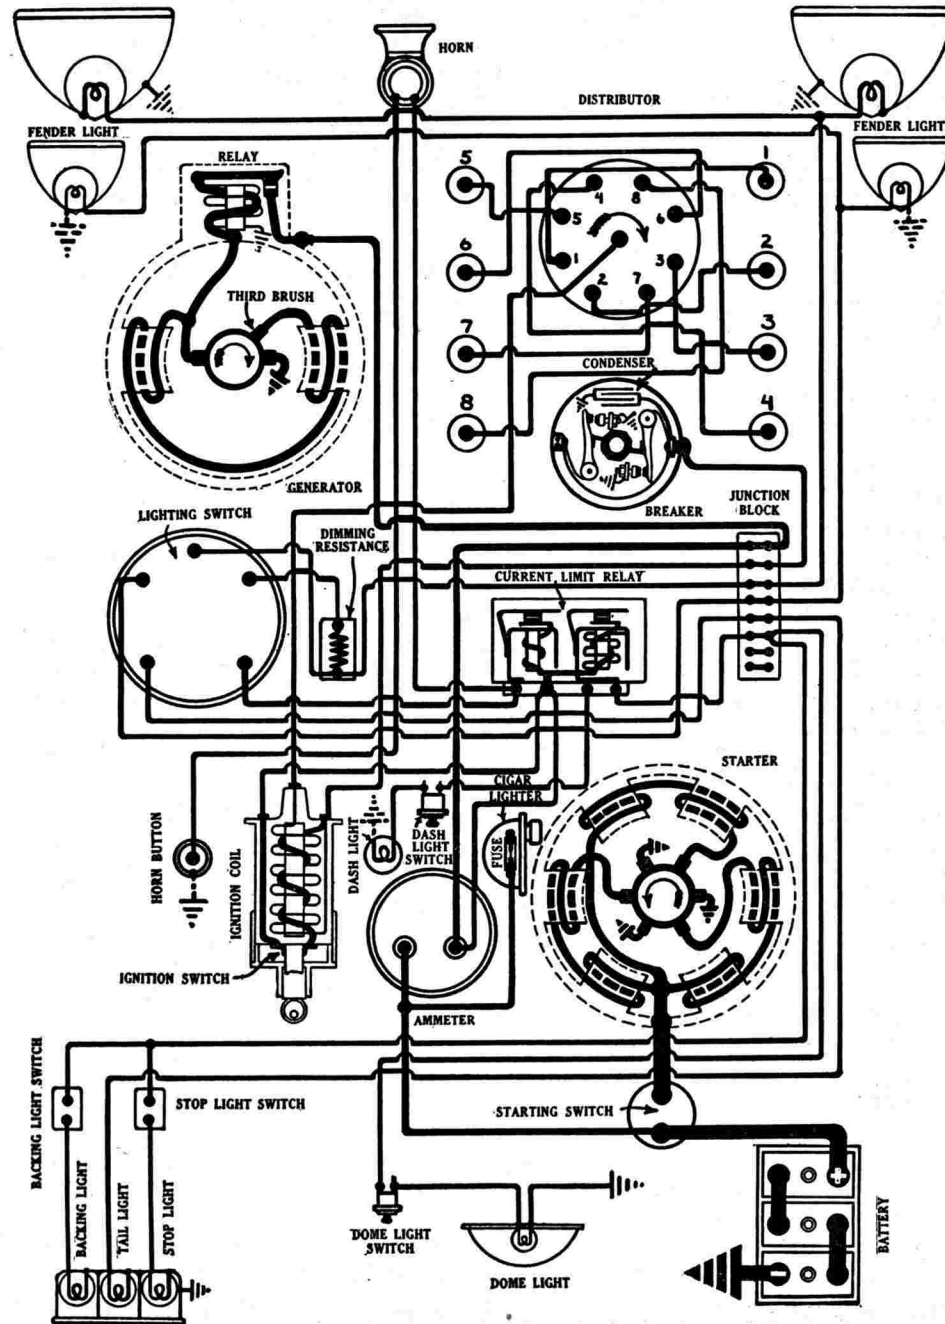 HORN
DISTRIBUTOR
FENDER LIGHT
FENDER LIGHT
RELAY
5
1
4
8
5
6
6
2
1
3
THIRD BRUSH
2
7
7
3
CONDENSER
8
4
GENERATOR
BREAKER
JUNCTION
BLOCK
LIGHTING SWITCH
DIMMING
RESISTANCE
CURRENT LIMIT RELAY
STARTER
CIGAR
LIGHTER
HORN BUTTON
IGNITION COIL
DASH LIGHT
DASH
LIGHT
SWITCH
FUSE
IGNITION SWITCH
AMMETER
BACKING LIGHT SWITCH
STOP LIGHT SWITCH
STARTING SWITCH
BACKING LIGHT
TAIL LIGHT
STOP LIGHT
DOME LIGHT
SWITCH
DOME LIGHT
BATTERY
+
-